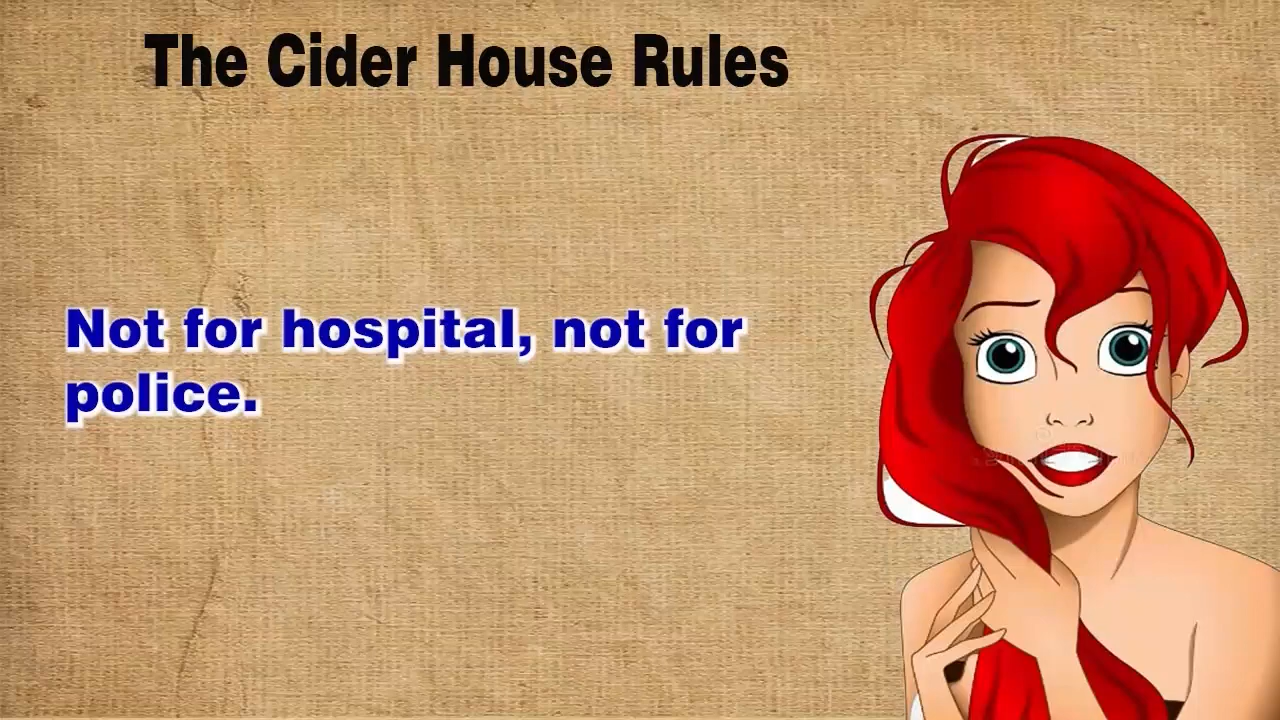 The Cider House Rules
Not for hospital, not for
police.